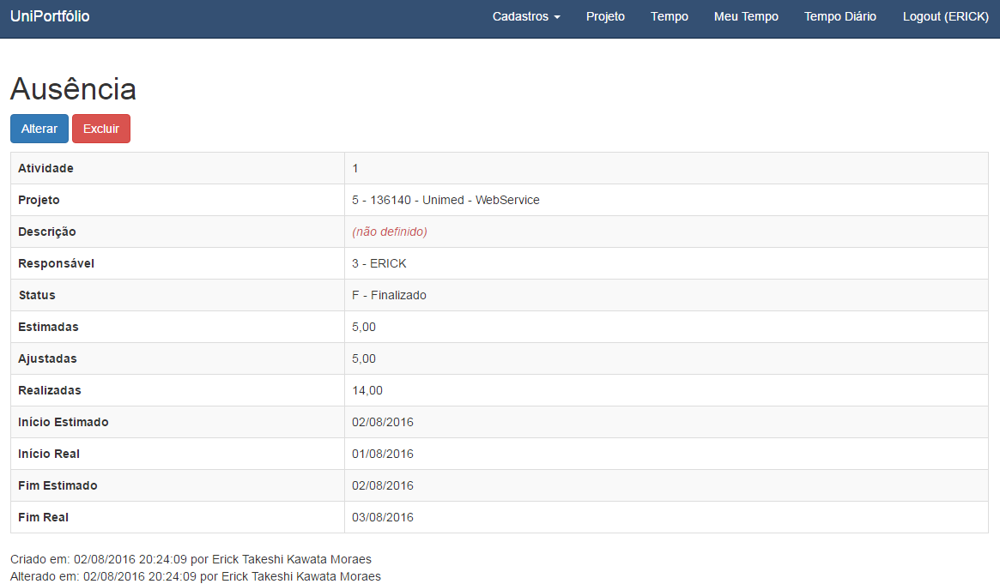 UniPortfólio Cadastros Projeto Tempo Meu Tempo Tempo Diário Logout (ERICK)
Ausência
Alterar Excluir
Atividade 1
Projeto 5 - 136140 - Unimed - WebService
Descrição (não definido)
Responsável 3 - ERICK
Status F - Finalizado
Estimadas 5,00
Ajustadas 5,00
Realizadas 14,00
Início Estimado 02/08/2016
Início Real 01/08/2016
Fim Estimado 02/08/2016
Fim Real 03/08/2016
Criado em: 02/08/2016 20:24:09 por Erick Takeshi Kawata Moraes
Alterado em: 02/08/2016 20:24:09 por Erick Takeshi Kawata Moraes